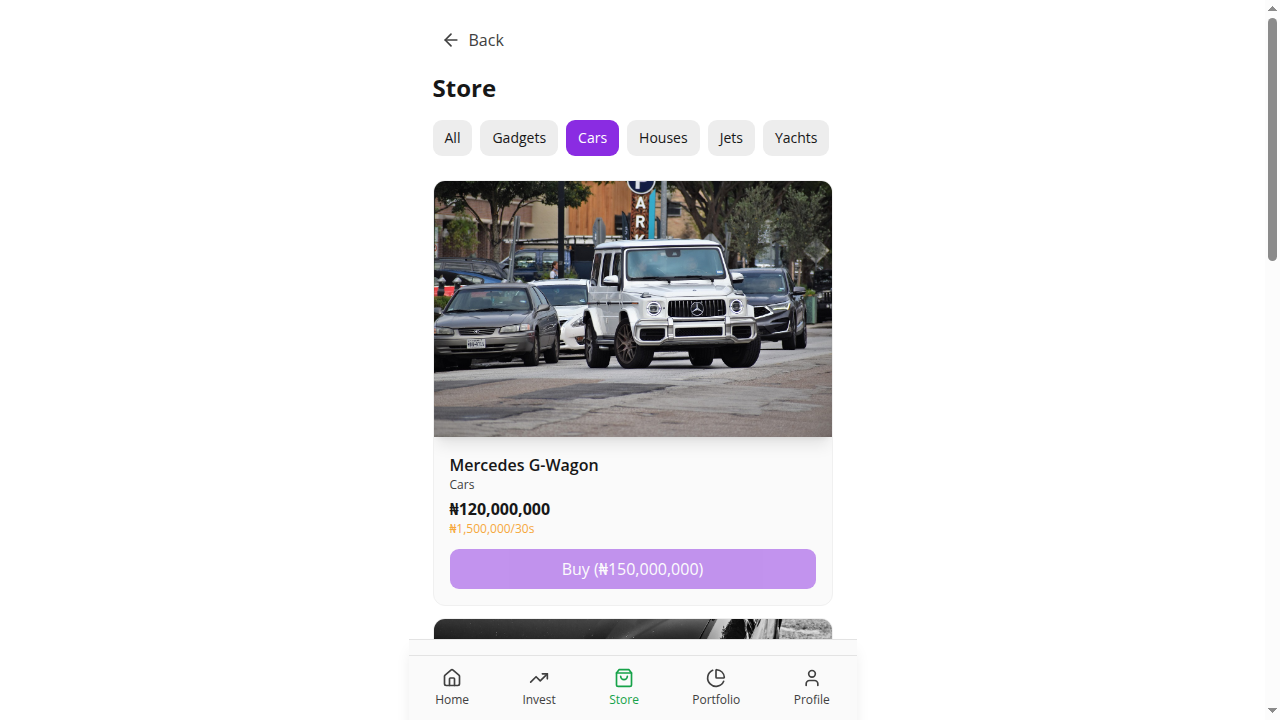 Back
Store
All
Gadgets
Cars
Houses
Jets
Yachts
P
A
R
K
Mercedes G-Wagon
Cars
₦120,000,000
₦1,500,000/30s
Buy (₦150,000,000)
Home
Invest
Store
Portfolio
Profile